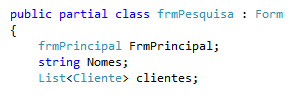 public partial class frmPesquisa : Form
{
frmPrincipal FrmPrincipal;
string Nomes;
List<Cliente> clientes;